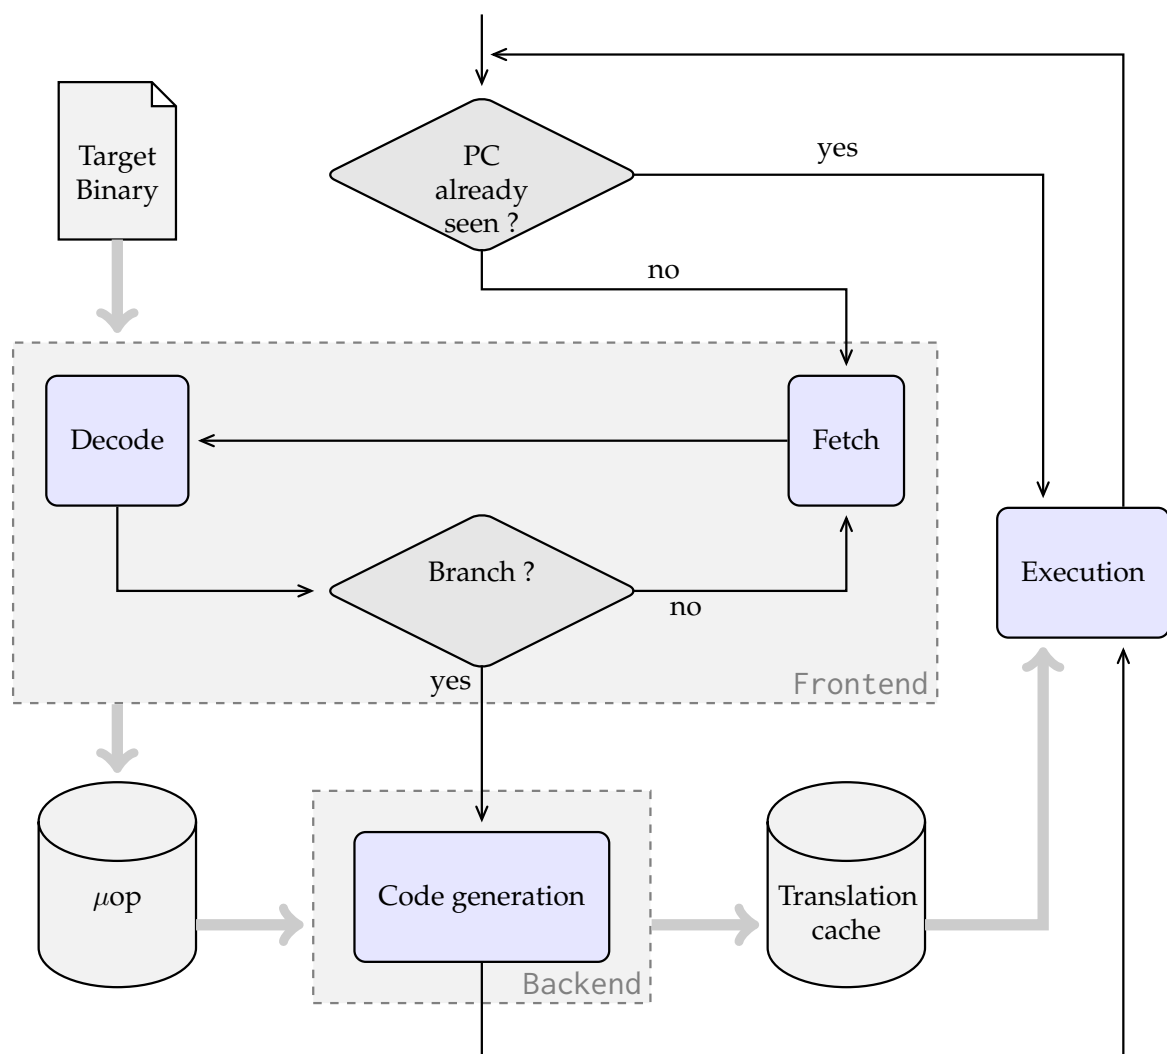 Target
Binary
PC
already
seen ?
yes
no
Decode
Fetch
Branch ?
no
Execution
yes
Frontend
μop
Code generation
Translation
cache
Backend